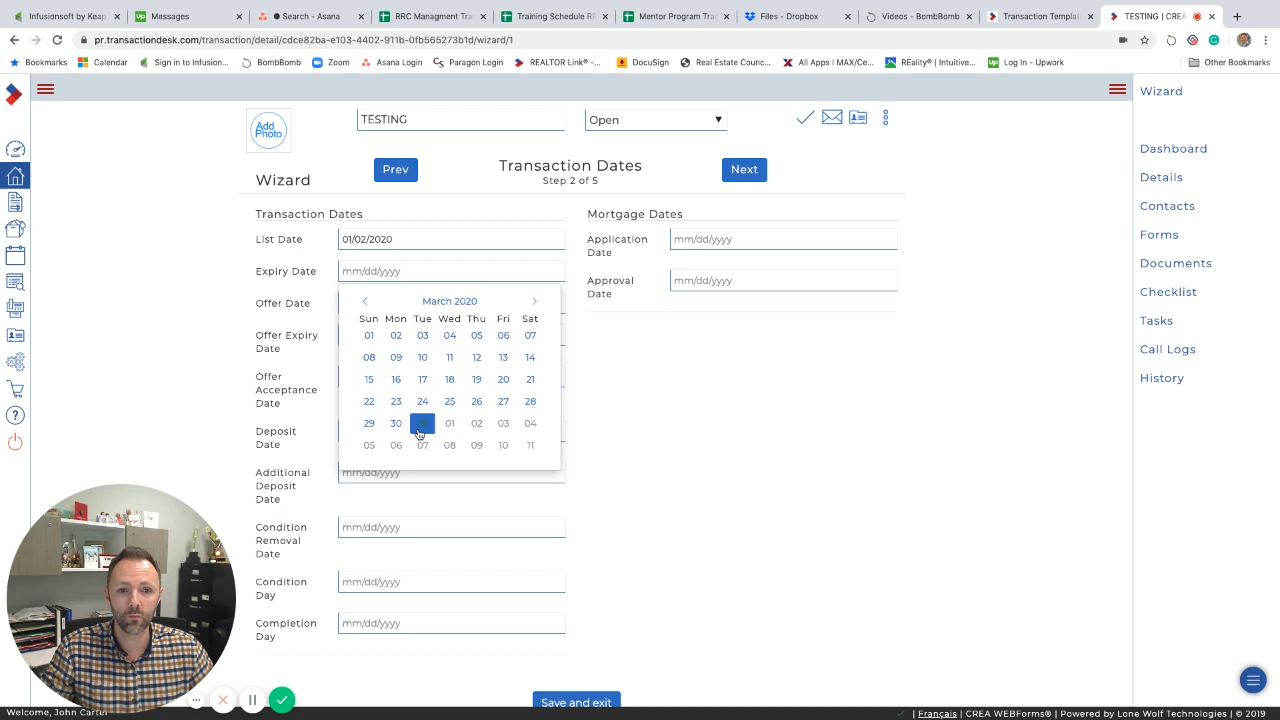 Infusionsoft by Keap
Messages
Search - Asana
RRC Managment Tra
Training Schedule RR
Mentor Program Trac
Files - Dropbox
Videos - BombBomb
Transaction Templat
TESTING | CREA
pr.transactiondesk.com/transaction/detail/cdce82ba-e103-4402-911b-0fb565273b1d/wizard/1
Bookmarks
Calendar
Sign in to Infusion...
BombBomb
Zoom
Asana Login
Paragon Login
REALTOR Link® -...
DocuSign
Real Estate Counc...
All Apps | MAX/Ce...
REality® | Intuitive...
Log In - Upwork
Other Bookmarks
Add
Photo
TESTING
Open
Wizard
Prev
Transaction Dates
Step 2 of 5
Next
Transaction Dates
List Date
01/02/2020
Expiry Date
mm/dd/yyyy
Offer Date
Offer Expiry
Date
Offer
Acceptance
Date
Deposit
Date
Additional
Deposit
Date
mm/dd/yyyy
Condition
Removal
Date
mm/dd/yyyy
Condition
Day
mm/dd/yyyy
Completion
Day
mm/dd/yyyy
March 2020
Sun Mon Tue Wed Thu Fri Sat
01 02 03 04 05 06 07
08 09 10 11 12 13 14
15 16 17 18 19 20 21
22 23 24 25 26 27 28
29 30 01 02 03 04
05 06 07 08 09 10 11
Mortgage Dates
Application
Date
mm/dd/yyyy
Approval
Date
mm/dd/yyyy
Save and exit
Wizard
Dashboard
Details
Contacts
Forms
Documents
Checklist
Tasks
Call Logs
History
Welcome, John Carter
| Français | CREA WEBForms® | Powered by Lone Wolf Technologies | © 2019